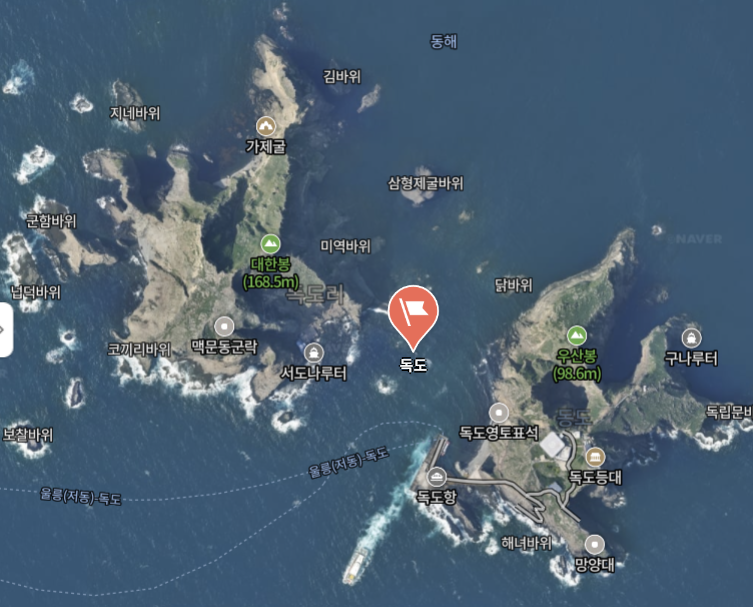 동해
김바위
지네바위
가제굴
삼형제굴바위
군함바위
미역바위
NAVER
대한봉
(168.5m)
닭바위
넙덕바위
독도리
우산봉
(98.6m)
구나루터
코끼리바위
맥문동군락
서도나루터
독도
독립문바
동도
독도영토표석
보찰바위
울릉(저동)-독도
독도등대
울릉(저동)-독도
독도항
해녀바위
망양대